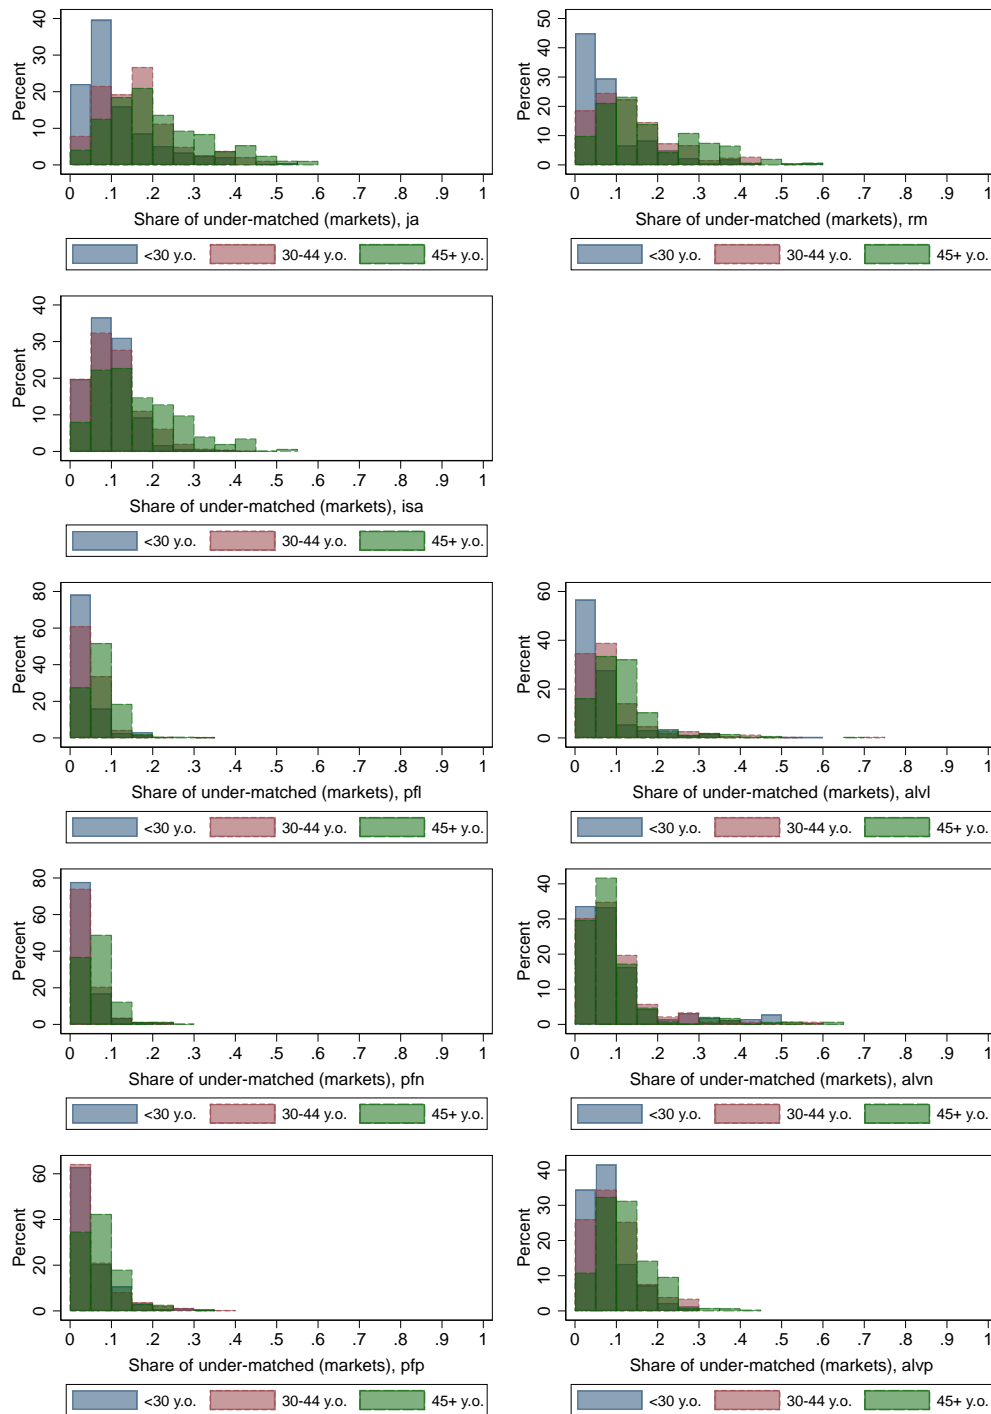 Percent
0 10 20 30 40
0 .1 .2 .3 .4 .5 .6 .7 .8 .9 1
Share of under-matched (markets), ja
<30 y.o. 30-44 y.o. 45+ y.o.
Percent
0 10 20 30 40 50
0 .1 .2 .3 .4 .5 .6 .7 .8 .9 1
Share of under-matched (markets), rm
<30 y.o. 30-44 y.o. 45+ y.o.
Percent
0 10 20 30 40
0 .1 .2 .3 .4 .5 .6 .7 .8 .9 1
Share of under-matched (markets), isa
<30 y.o. 30-44 y.o. 45+ y.o.
Percent
0 20 40 60 80
0 .1 .2 .3 .4 .5 .6 .7 .8 .9 1
Share of under-matched (markets), pfl
<30 y.o. 30-44 y.o. 45+ y.o.
Percent
0 20 40 60
0 .1 .2 .3 .4 .5 .6 .7 .8 .9 1
Share of under-matched (markets), alvl
<30 y.o. 30-44 y.o. 45+ y.o.
Percent
0 20 40 60 80
0 .1 .2 .3 .4 .5 .6 .7 .8 .9 1
Share of under-matched (markets), pfn
<30 y.o. 30-44 y.o. 45+ y.o.
Percent
0 10 20 30 40
0 .1 .2 .3 .4 .5 .6 .7 .8 .9 1
Share of under-matched (markets), alvn
<30 y.o. 30-44 y.o. 45+ y.o.
Percent
0 20 40 60
0 .1 .2 .3 .4 .5 .6 .7 .8 .9 1
Share of under-matched (markets), pfp
<30 y.o. 30-44 y.o. 45+ y.o.
Percent
0 10 20 30 40
0 .1 .2 .3 .4 .5 .6 .7 .8 .9 1
Share of under-matched (markets), alvp
<30 y.o. 30-44 y.o. 45+ y.o.